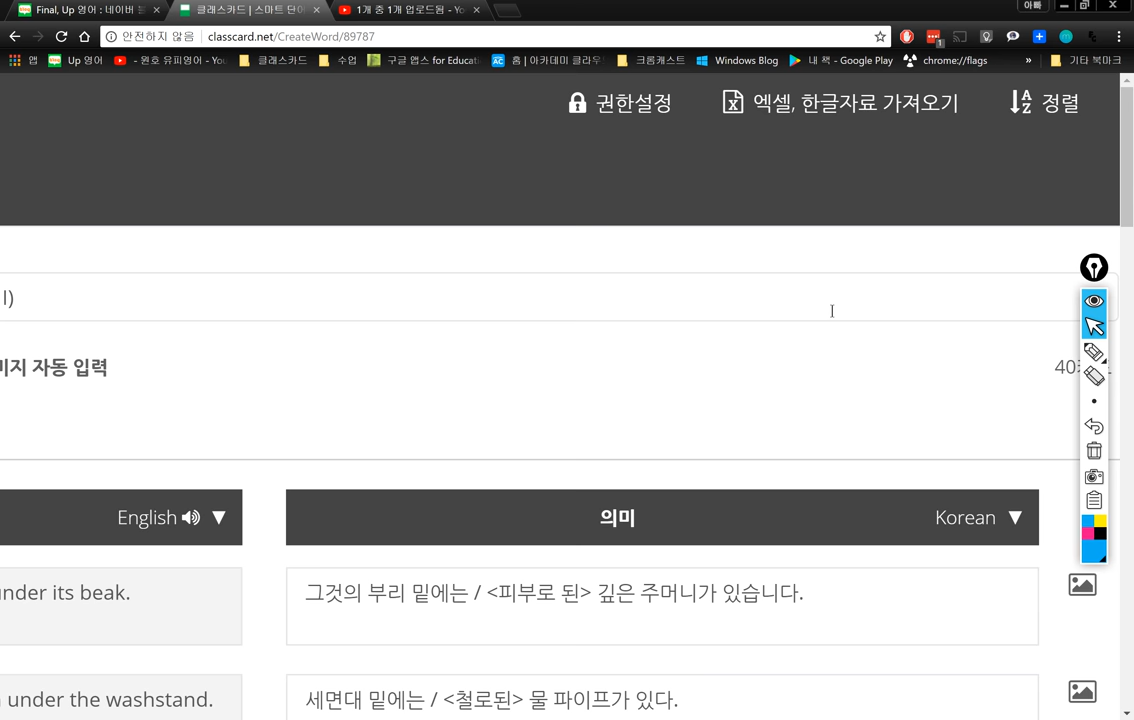 Final, Up 영어 : 네이버 블
클래스카드 | 스마트 단어
1개 중 1개 업로드됨 - Yo
아빠
안전하지 않음
classcard.net/CreateWord/89787
앱
Up 영어
- 원호 유피영어 - You
클래스카드
수업
구글 앱스 for Educati
홈 | 아카데미 클라우드
크롬캐스트
Windows Blog
내 책 - Google Play
chrome://flags
»
기타 북마크
권한설정
엑셀, 한글자료 가져오기
정렬
l)
미지 자동 입력
40
English ▼
의미
Korean ▼
under its beak.
그것의 부리 밑에는 / <피부로 된> 깊은 주머니가 있습니다.
under the washstand.
세면대 밑에는 / <철로된> 물 파이프가 있다.